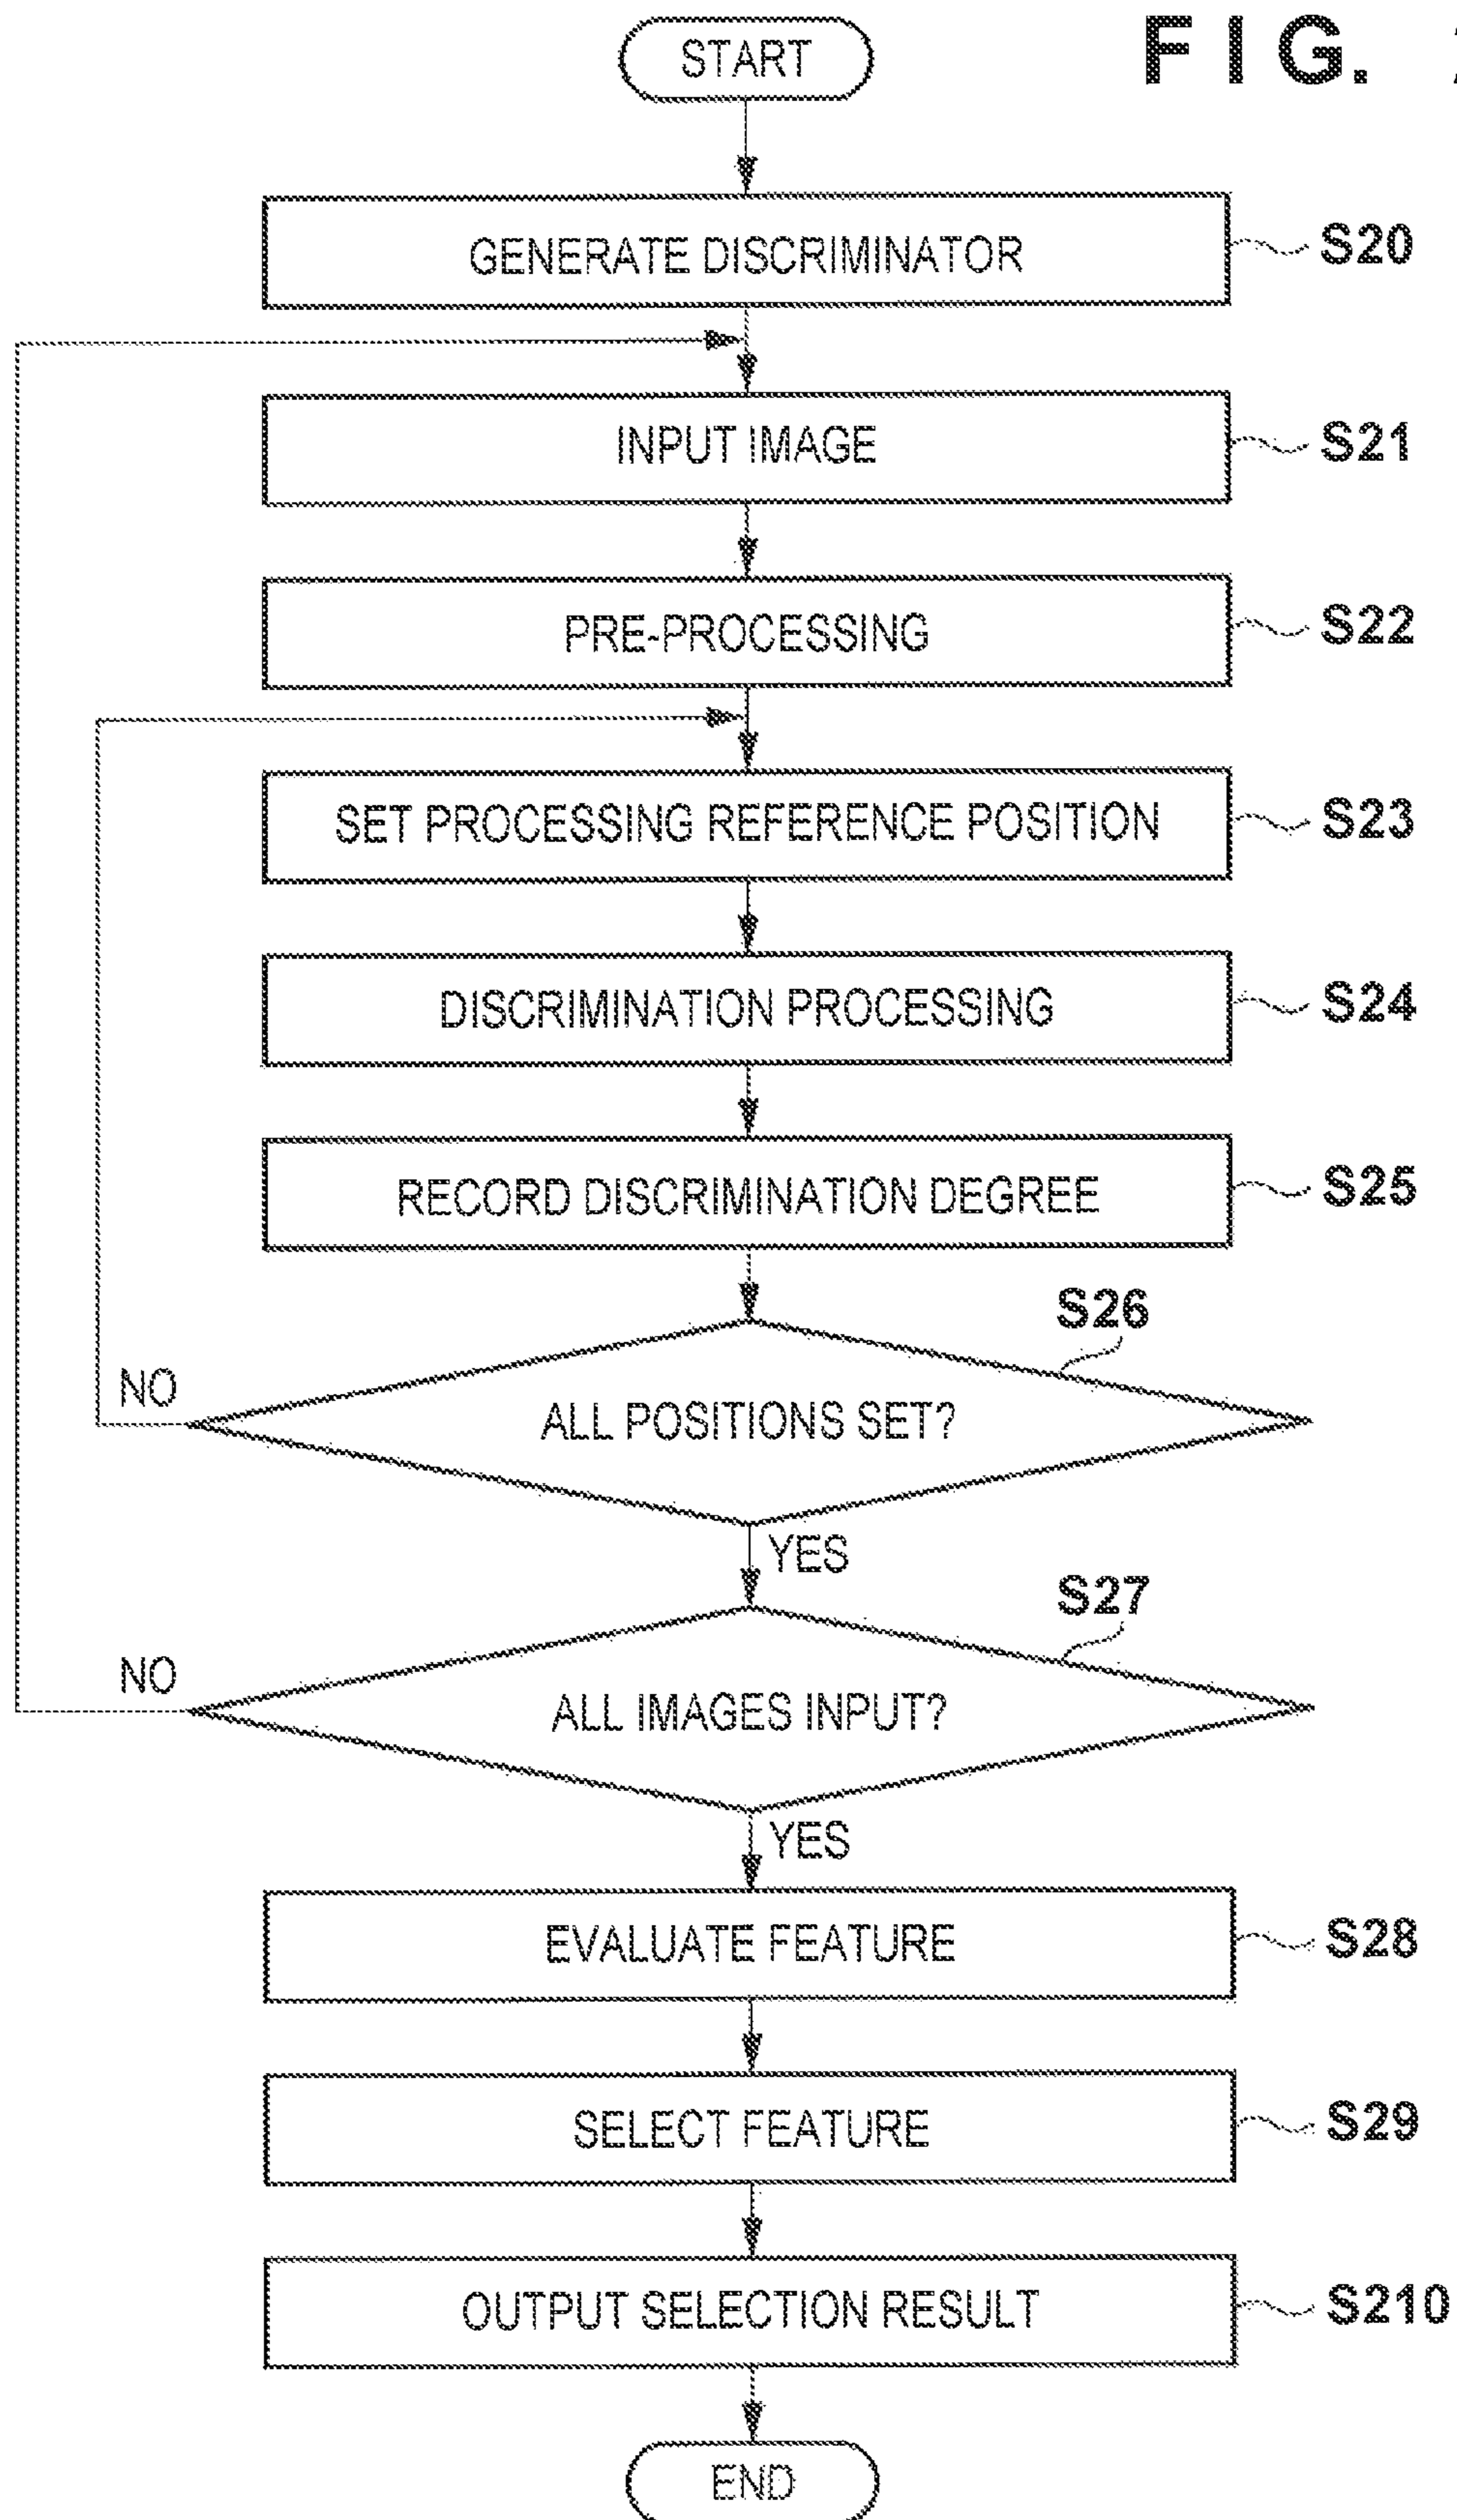 FIG.
START
GENERATE DISCRIMINATOR
S20
INPUT IMAGE
S21
PRE-PROCESSING
S22
SET PROCESSING REFERENCE POSITION
S23
DISCRIMINATION PROCESSING
S24
RECORD DISCRIMINATION DEGREE
S25
S26
NO
ALL POSITIONS SET?
YES
S27
NO
ALL IMAGES INPUT?
YES
EVALUATE FEATURE
S28
SELECT FEATURE
S29
OUTPUT SELECTION RESULT
S210
END